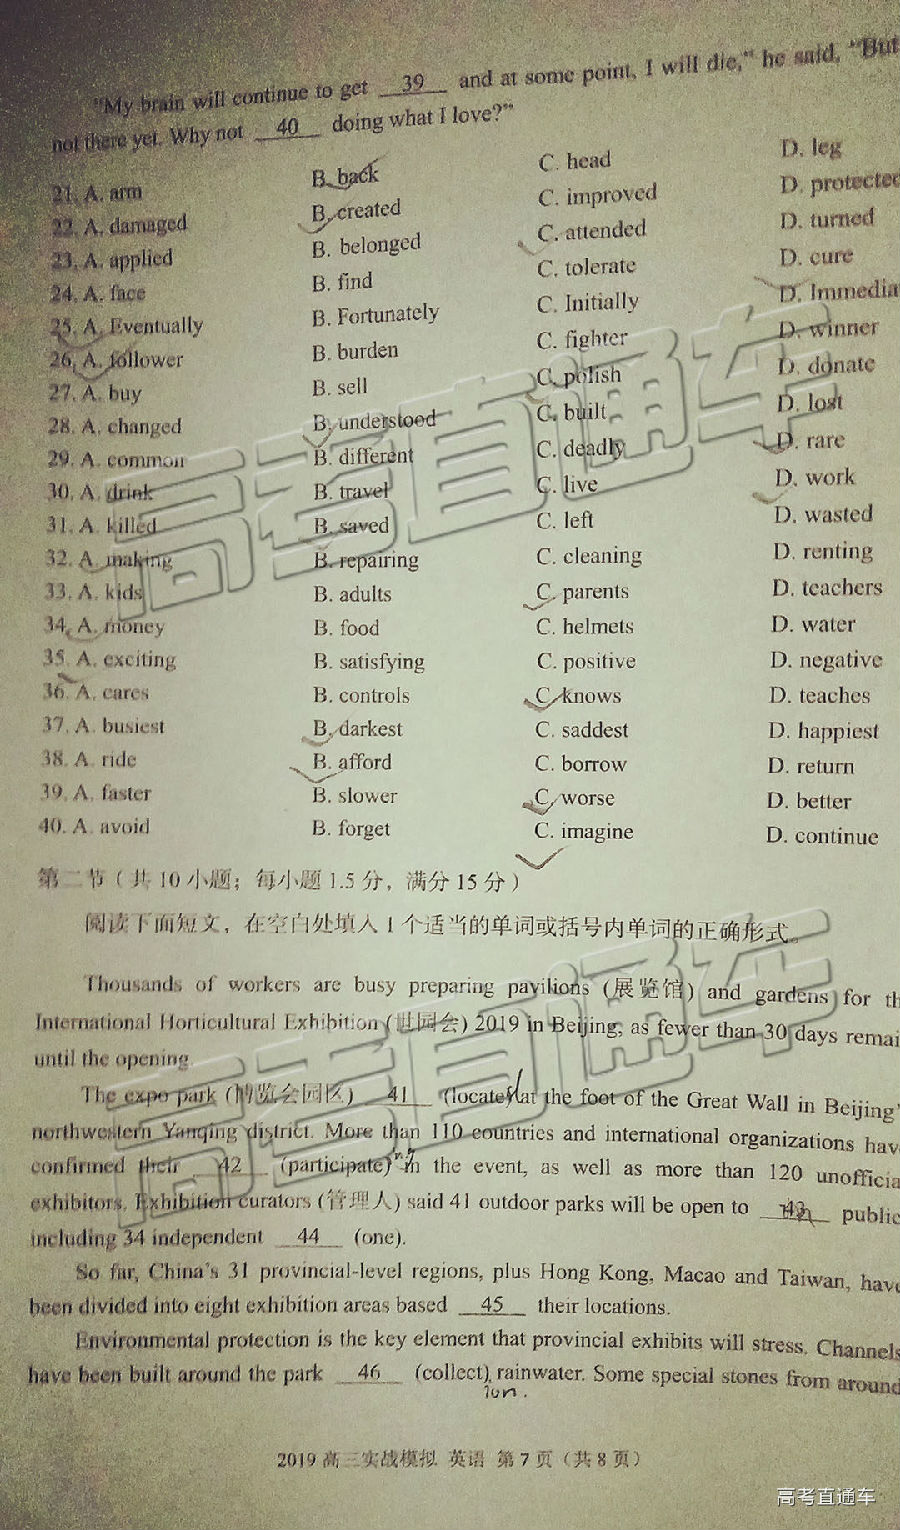 "My brain will continue to get 39 and at some point, I will die," he said, "But
not there yet. Why not 40 doing what I love?"
21. A. arm B. back C. head D. leg
22. A. damaged B. created C. improved D. protected
23. A. applied B. belonged C. attended D. turned
24. A. face B. find C. tolerate D. cure
25. A. Eventually B. Fortunately C. Initially D. Immedia
26. A. follower B. burden C. fighter D. winner
27. A. buy B. sell C. polish D. donate
28. A. changed B. understood C. built D. lost
29. A. common B. different C. deadly D. rare
30. A. drink B. travel C. live D. work
31. A. killed B. saved C. left D. wasted
32. A. making B. repairing C. cleaning D. renting
33. A. kids B. adults C. parents D. teachers
34. A. money B. food C. helmets D. water
35. A. exciting B. satisfying C. positive D. negative
36. A. cares B. controls C. knows D. teaches
37. A. busiest B. darkest C. saddest D. happiest
38. A. ride B. afford C. borrow D. return
39. A. faster B. slower C. worse D. better
40. A. avoid B. forget C. imagine D. continue
第二节（共 10 小题；每小题 1.5 分，满分 15 分）
阅读下面短文，在空白处填入 1 个适当的单词或括号内单词的正确形式。
Thousands of workers are busy preparing pavilions (展览馆) and gardens for th
International Horticultural Exhibition (世园会) 2019 in Beijing, as fewer than 30 days remai
until the opening.
The expo park (博览会园区) 41 (locate) at the foot of the Great Wall in Beijing'
northwestern Yanqing district. More than 110 countries and international organizations hav
confirmed their 42 (participate) in the event, as well as more than 120 unofficia
exhibitors. Exhibition curators (管理人) said 41 outdoor parks will be open to 43 public
including 34 independent 44 (one).
So far, China's 31 provincial-level regions, plus Hong Kong, Macao and Taiwan, have
been divided into eight exhibition areas based 45 their locations.
Environmental protection is the key element that provincial exhibits will stress. Channels
have been built around the park 46 (collect) rainwater. Some special stones from around
ion.
2019 高三实战模拟 英语 第 7 页（共 8 页）
高考直通车
高考直通车
高考直通车